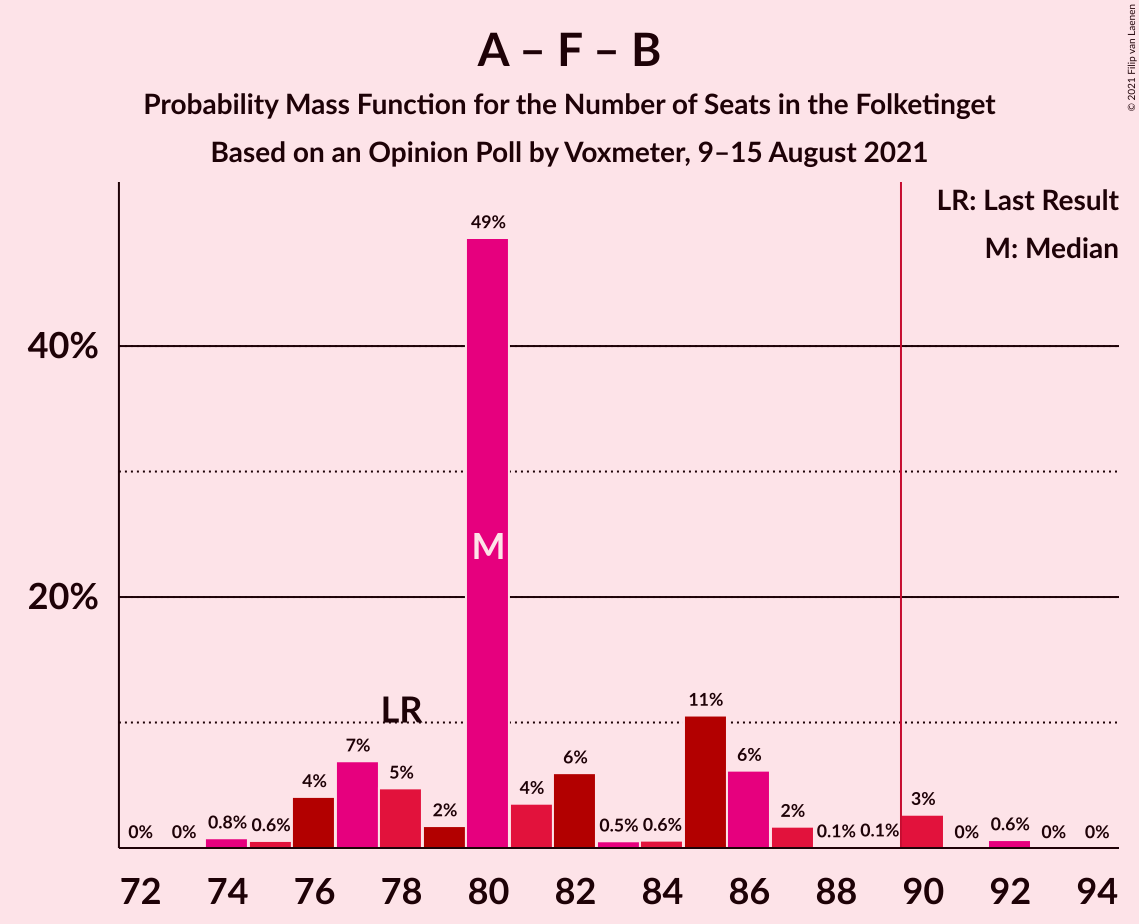 A – F – B
Probability Mass Function for the Number of Seats in the Folketinget
Based on an Opinion Poll by Voxmeter, 9–15 August 2021
© 2021 Filip van Laenen
LR: Last Result
M: Median
40%
20%
0% 0% 0.8% 0.6% 4% 7% 5% 2% 49% 4% 6% 0.5% 0.6% 11% 6% 2% 0.1% 0.1% 3% 0% 0.6% 0% 0%
LR
M
72 74 76 78 80 82 84 86 88 90 92 94